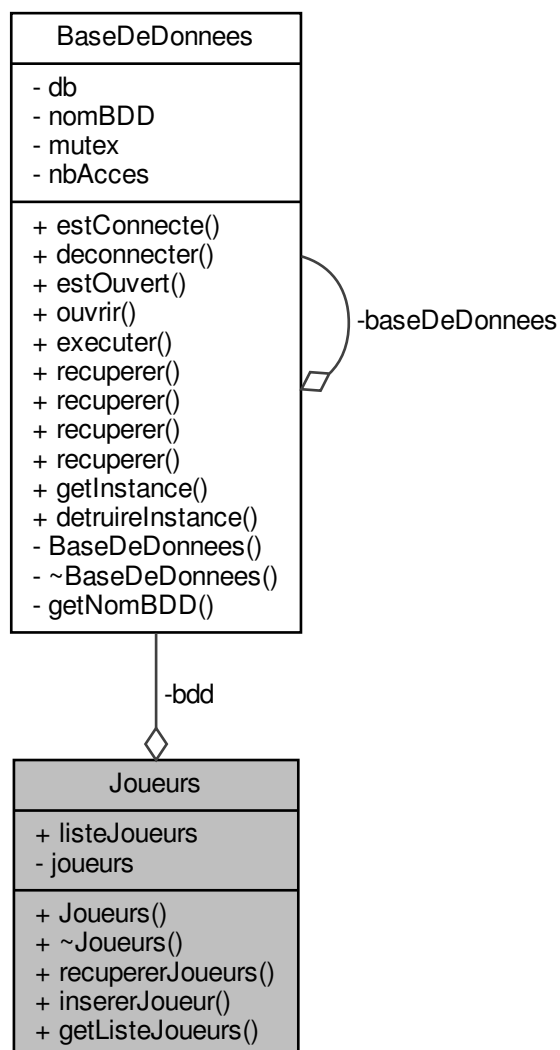 BaseDeDonnees
- db
- nomBDD
- mutex
- nbAcces
+ estConnecte()
+ deconnecter()
+ estOuvert()
+ ouvrir()
+ executer()
+ recuperer()
+ recuperer()
+ recuperer()
+ recuperer()
+ getInstance()
+ detruireInstance()
- BaseDeDonnees()
- ~BaseDeDonnees()
- getNomBDD()
-baseDeDonnees
-bdd
Joueurs
+ listeJoueurs
- joueurs
+ Joueurs()
+ ~Joueurs()
+ recupererJoueurs()
+ insererJoueur()
+ getListeJoueurs()